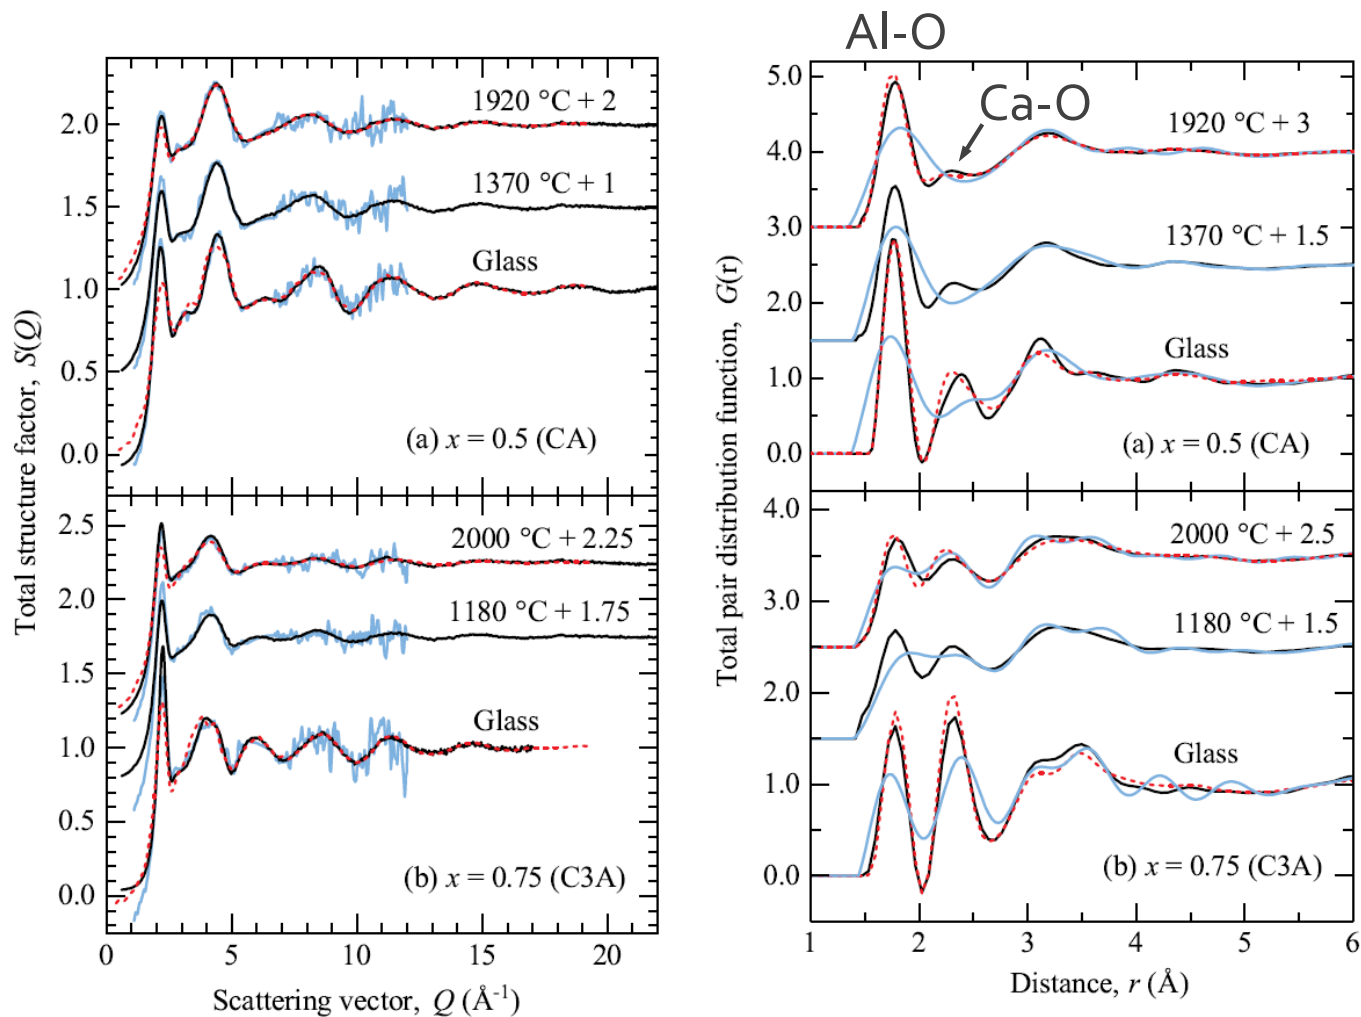 Total structure factor, S(Q)
2.0
1.5
1.0
0.5
0.0
1920 °C + 2
1370 °C + 1
Glass
(a) x = 0.5 (CA)
2.5
2.0
1.5
1.0
0.5
0.0
2000 °C + 2.25
1180 °C + 1.75
Glass
(b) x = 0.75 (C3A)
0 5 10 15 20
Scattering vector, Q (Å-1)
Al-O
Ca-O
Total pair distribution function, G(r)
5.0
4.0
3.0
2.0
1.0
0.0
1920 °C + 3
1370 °C + 1.5
Glass
(a) x = 0.5 (CA)
4.0
3.0
2.0
1.0
0.0
2000 °C + 2.5
1180 °C + 1.5
Glass
(b) x = 0.75 (C3A)
1 2 3 4 5 6
Distance, r (Å)